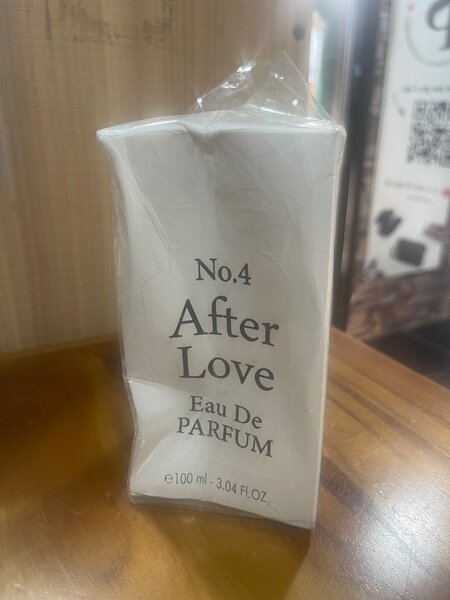 No.4
After
Love
Eau De
PARFUM
℮100 ml - 3.04 Fl.OZ.